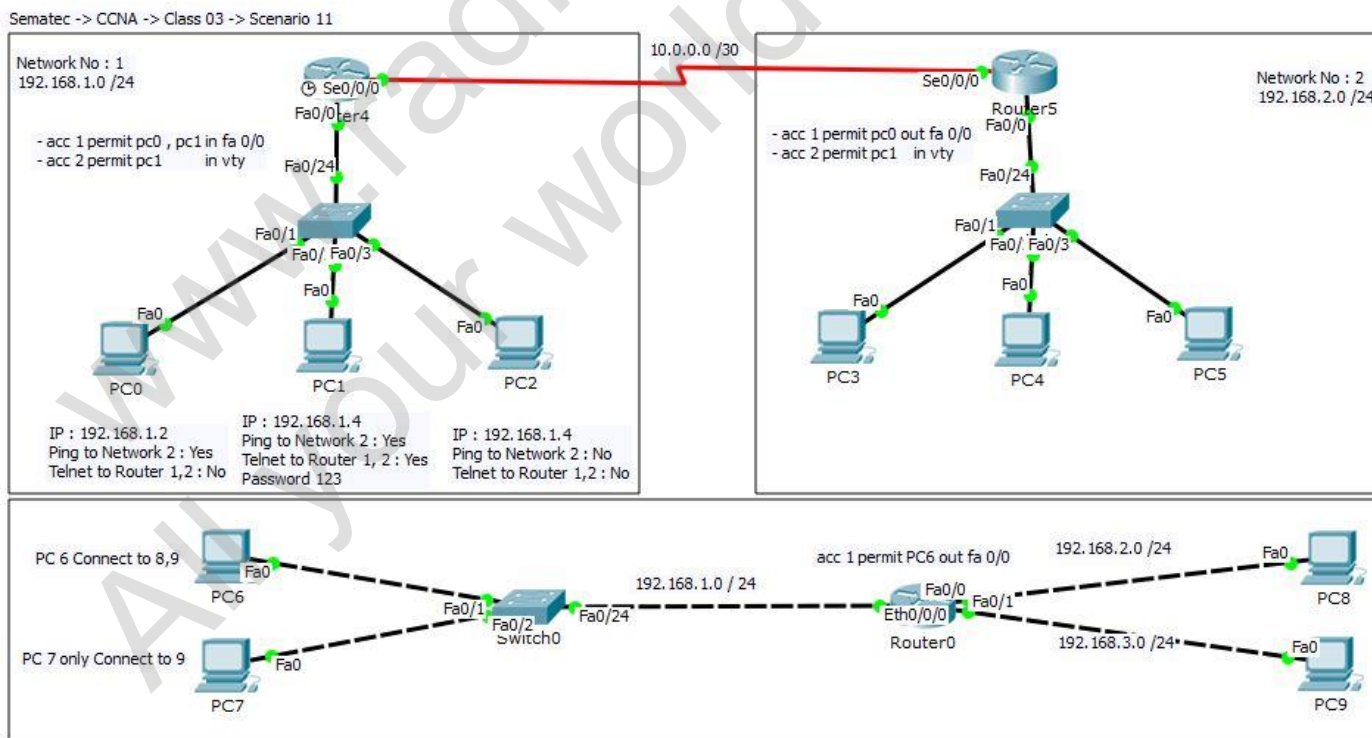 Sematec -> CCNA -> Class 03 -> Scenario 11
Network No : 1
192.168.1.0 /24
Se0/0/0
Fa0/0
ter4
- acc 1 permit pc0 , pc1 in fa 0/0
- acc 2 permit pc1 in vty
Fa0/24
Fa0/1
Fa0/
Fa0/3
Fa0
Fa0
Fa0
PC0
PC1
PC2
IP : 192.168.1.2
Ping to Network 2 : Yes
Telnet to Router 1,2 : No
IP : 192.168.1.4
Ping to Network 2 : Yes
Telnet to Router 1, 2 : Yes
Password 123
IP : 192.168.1.4
Ping to Network 2 : No
Telnet to Router 1,2 : No
10.0.0.0 /30
Se0/0/0
Router5
Fa0/0
Network No : 2
192.168.2.0 /24
- acc 1 permit pc0 out fa 0/0
- acc 2 permit pc1 in vty
Fa0/24
Fa0/1
Fa0/
Fa0/3
Fa0
Fa0
Fa0
PC3
PC4
PC5
PC 6 Connect to 8,9
Fa0
PC6
PC 7 only Connect to 9
Fa0
PC7
Fa0/1
Fa0/2
Fa0/24
Switch0
192.168.1.0 / 24
acc 1 permit PC6 out fa 0/0
Fa0/0
Eth0/0/0
Fa0/1
Router0
192.168.2.0 /24
Fa0
PC8
192.168.3.0 /24
Fa0
PC9
www.rad
All your world